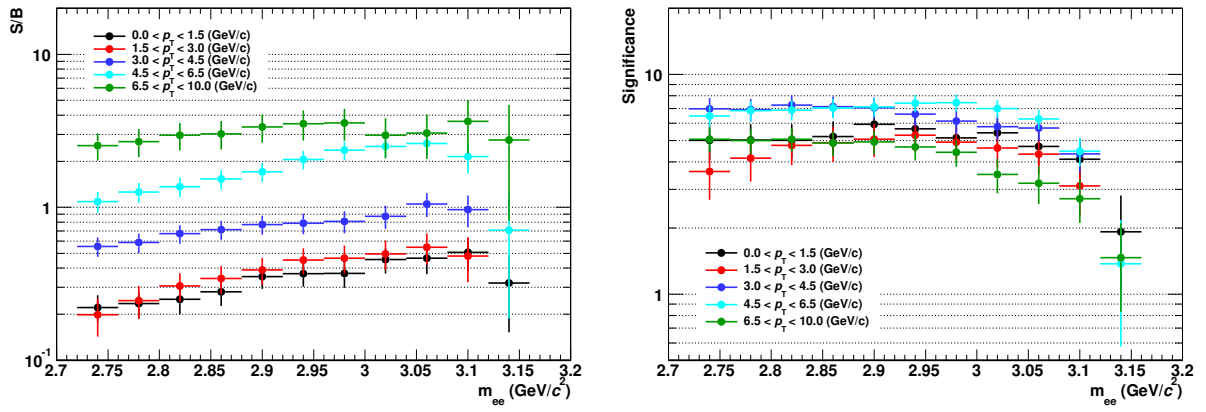 S/B
10
1
10⁻¹
0.0 < p_T < 1.5 (GeV/c)
1.5 < p_T < 3.0 (GeV/c)
3.0 < p_T < 4.5 (GeV/c)
4.5 < p_T < 6.5 (GeV/c)
6.5 < p_T < 10.0 (GeV/c)
2.7 2.75 2.8 2.85 2.9 2.95 3 3.05 3.1 3.15 3.2
m_ee (GeV/c²)
Significance
10
1
0.0 < p_T < 1.5 (GeV/c)
1.5 < p_T < 3.0 (GeV/c)
3.0 < p_T < 4.5 (GeV/c)
4.5 < p_T < 6.5 (GeV/c)
6.5 < p_T < 10.0 (GeV/c)
2.7 2.75 2.8 2.85 2.9 2.95 3 3.05 3.1 3.15 3.2
m_ee (GeV/c²)